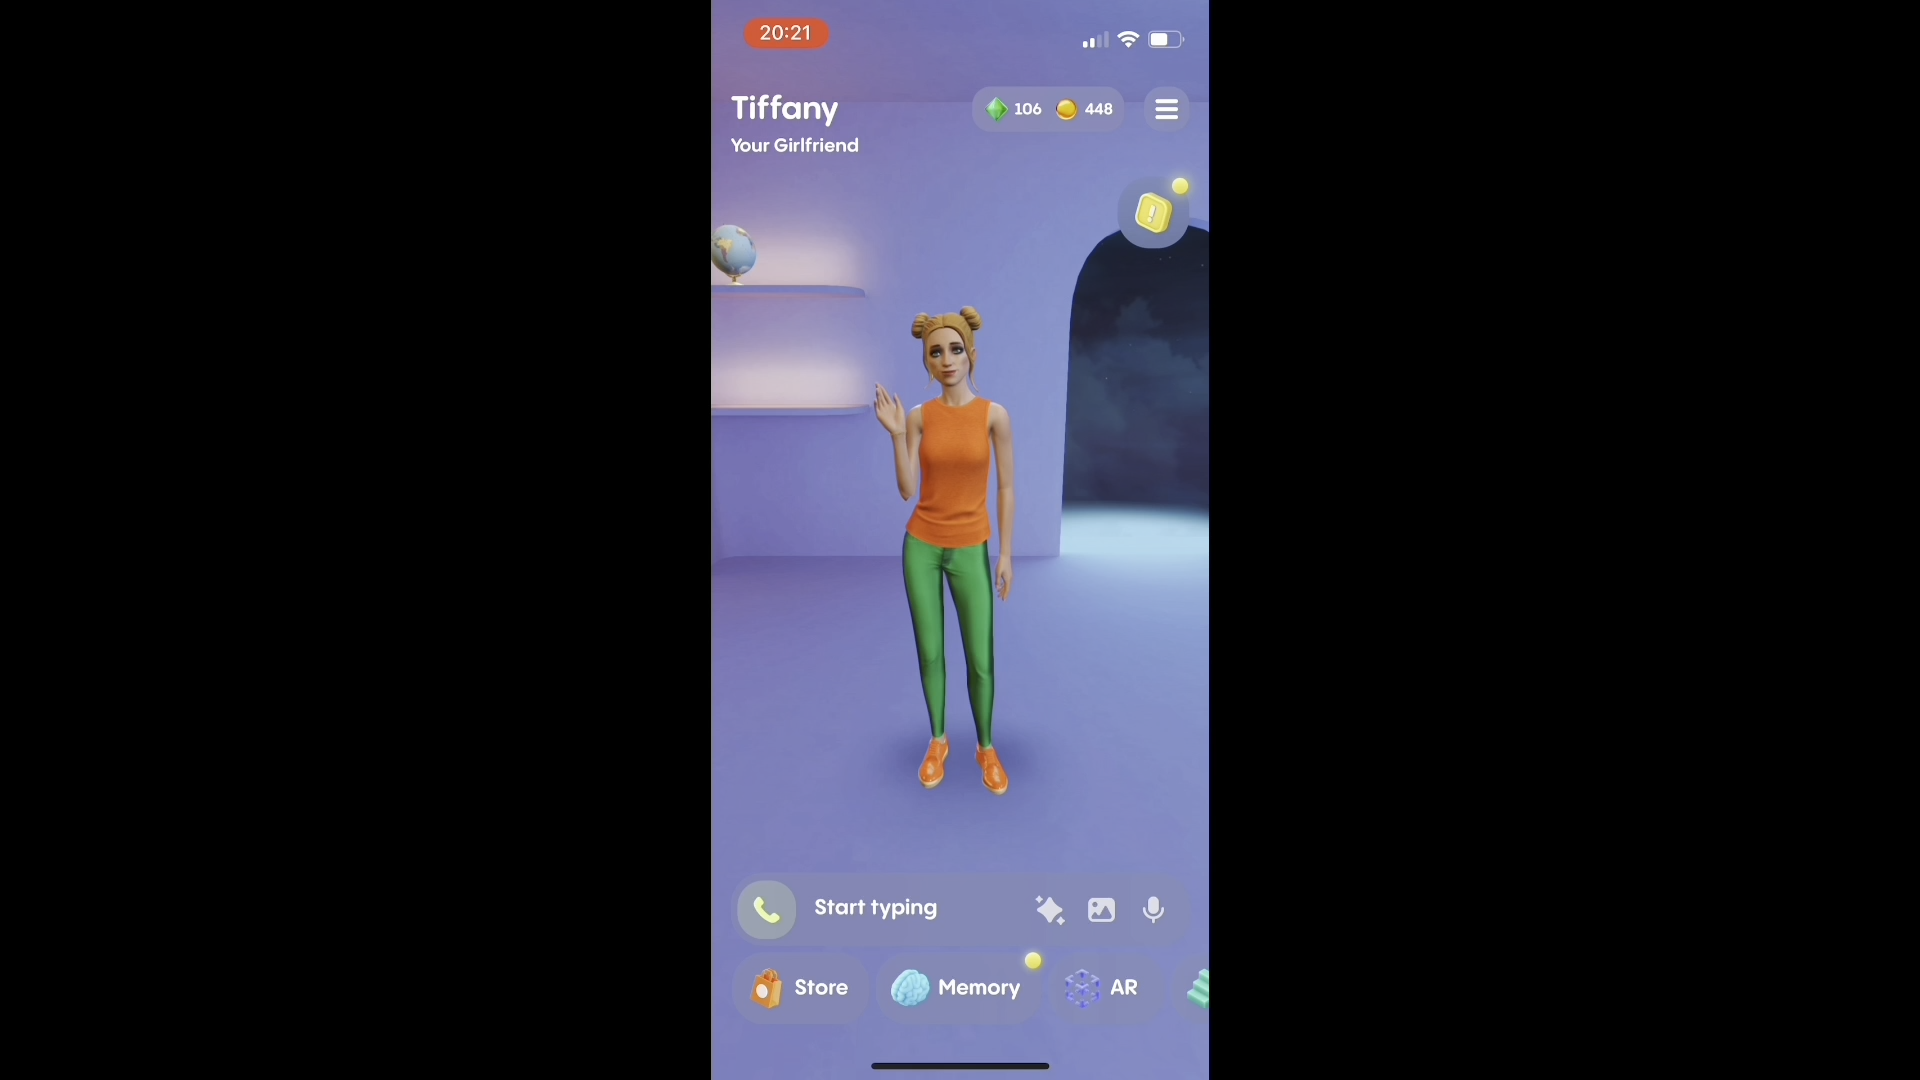 20:21
Tiffany
106
448
Your Girlfriend
!
Start typing
Store
Memory
AR